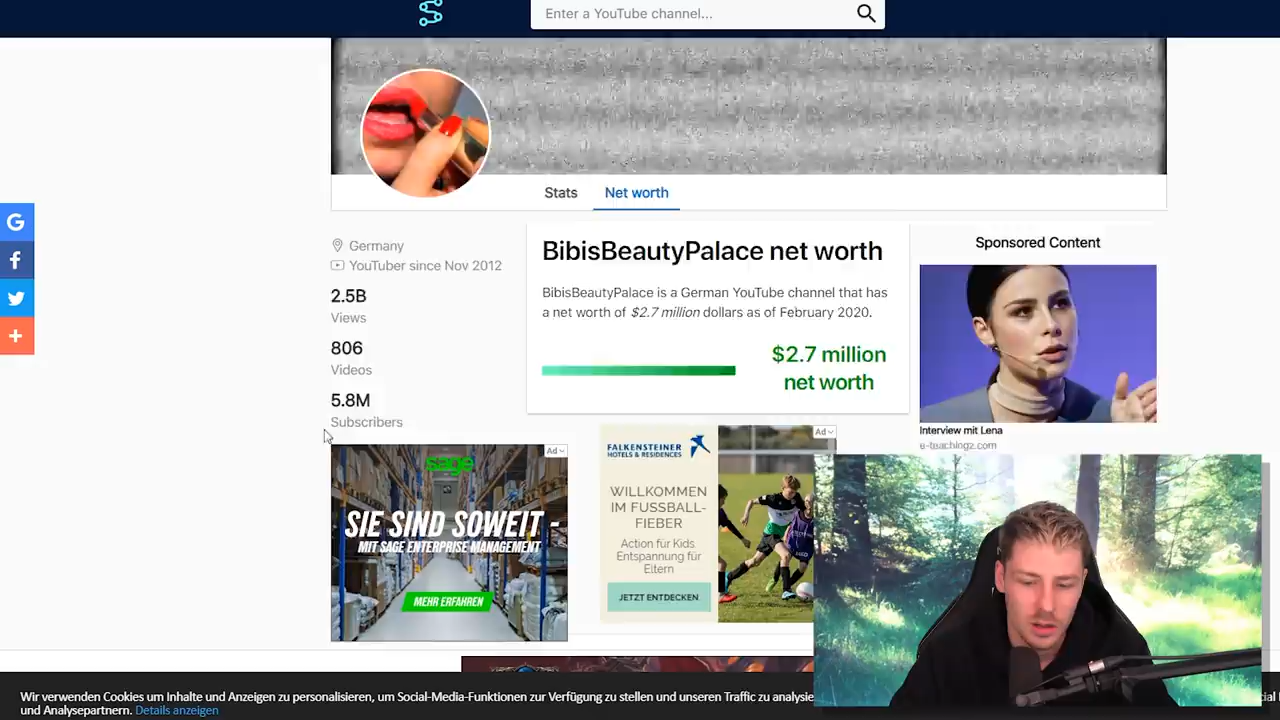 Enter a YouTube channel...
Stats
Net worth
Germany
YouTuber since Nov 2012
2.5B
Views
806
Videos
5.8M
Subscribers
BibisBeautyPalace net worth
BibisBeautyPalace is a German YouTube channel that has
a net worth of $2.7 million dollars as of February 2020.
$2.7 million
net worth
Sponsored Content
Interview mit Lena
e-teaching2.com
Ad
sage
SIE SIND SOWEIT -
MIT SAGE ENTERPRISE MANAGEMENT
MEHR ERFAHREN
Ad
FALKENSTEINER
HOTELS & RESIDENCES
WILLKOMMEN
IM FUSSBALL-
FIEBER
Action für Kids
Entspannung für
Eltern
JETZT ENTDECKEN
Wir verwenden Cookies um Inhalte und Anzeigen zu personalisieren, um Social-Media-Funktionen zur Verfügung zu stellen und unseren Traffic zu analysie
und Analysepartnern. Details anzeigen